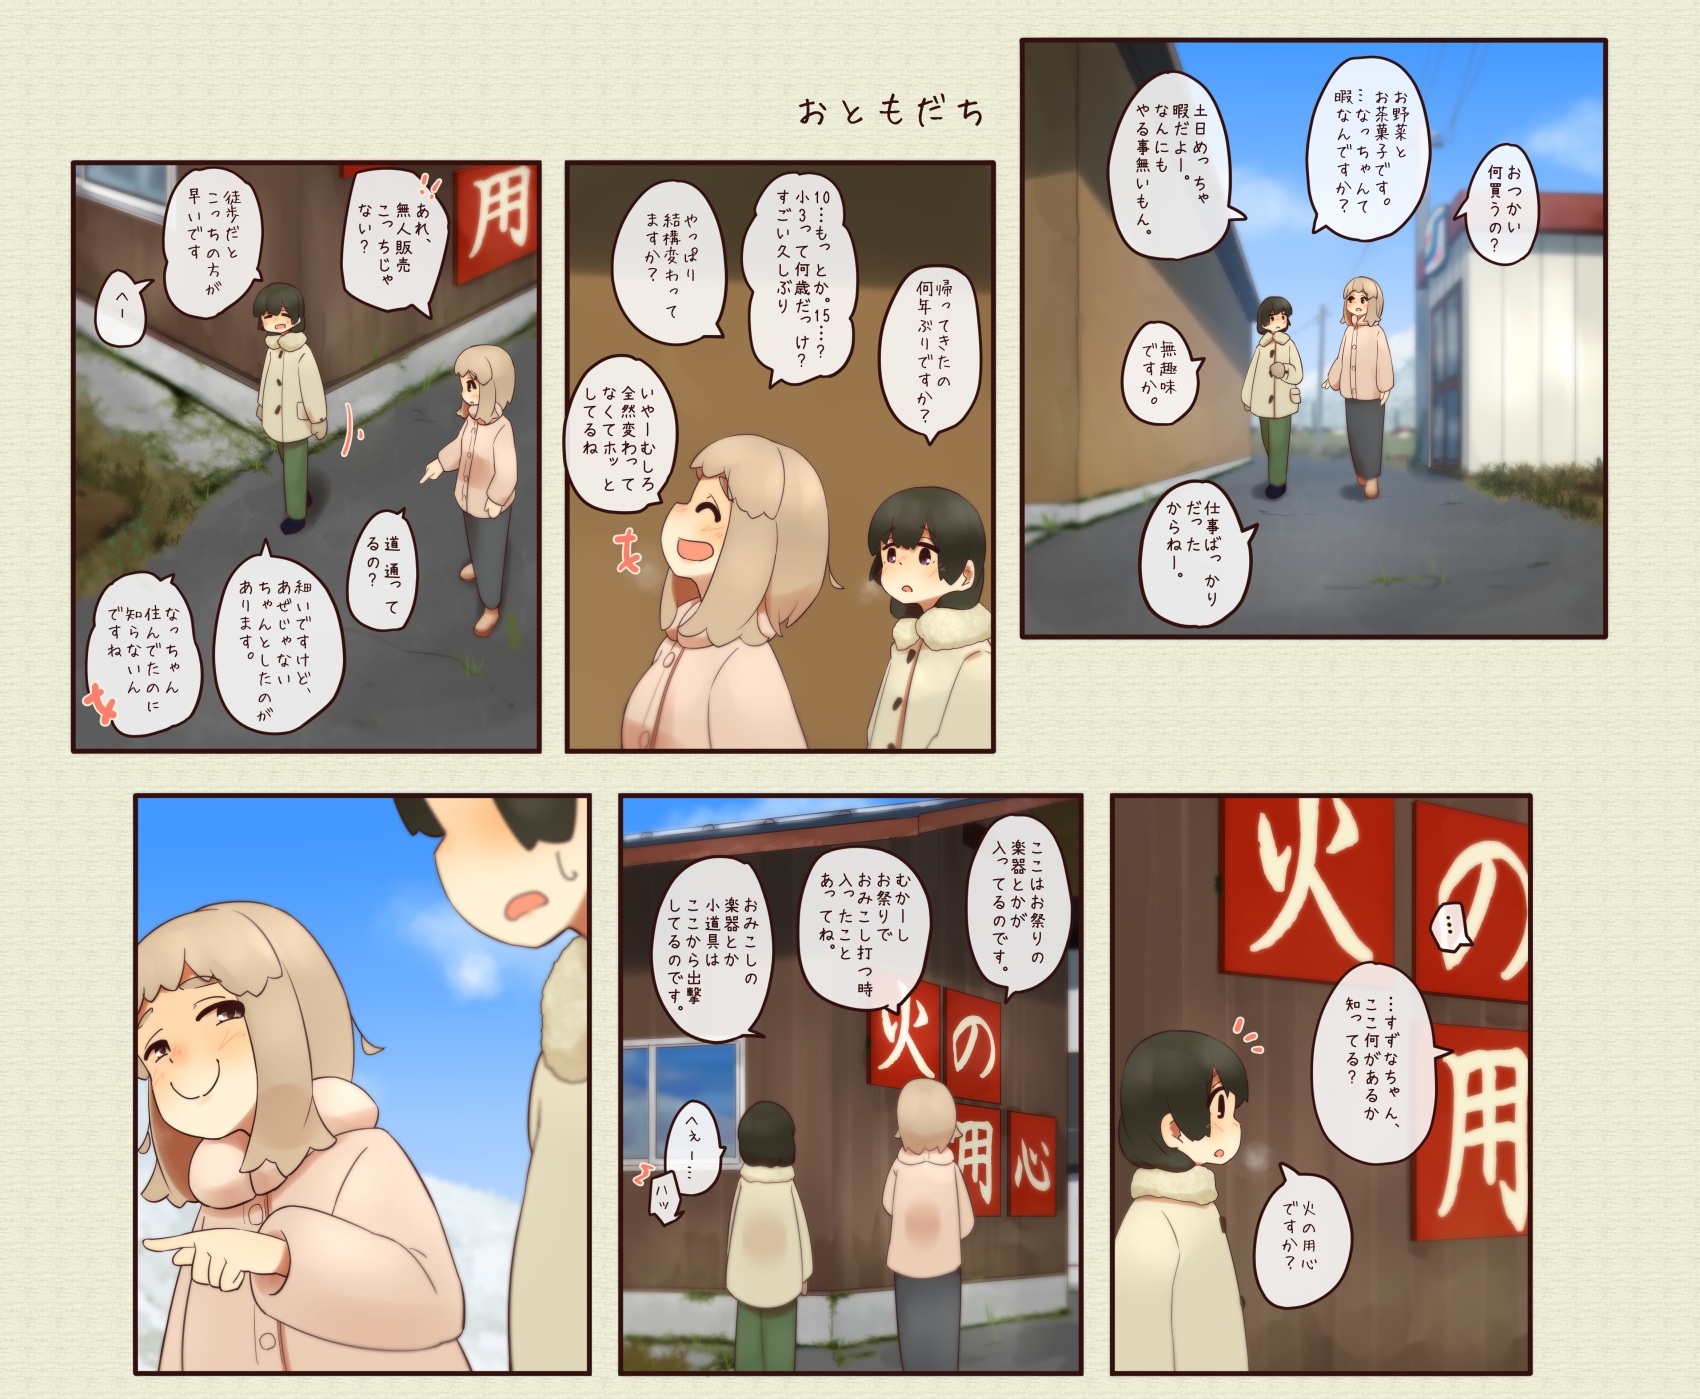 おともだち
おつかい
何買うの？
お野菜と
お茶菓子です。
…なっちゃんて
暇なんですか？
土日めっちゃ
暇だよー。
なんにも
やる事無いもん。
無趣味
ですか。
仕事ばっかり
だった
からねー。
帰ってきたの
何年ぶりですか？
10…もっとか。15…？
小3って何歳だっけ？
すごい久しぶり
やっぱり
結構変わって
ますか？
いやーむしろ
全然変わって
なくてホッと
してるね
用
あれ、
無人販売
こっちじゃ
ない？
徒歩だと
こっちの方が
早いです
へー
道通って
るの？
細いですけど、
あぜじゃない
ちゃんとしたのが
あります。
なっちゃん
住んでたのに
知らないん
ですね
火の
用
…
…すずなちゃん、
ここ何があるか
知ってる？
火の用心
ですか？
ここはお祭りの
楽器とかが
入ってるのです。
むかーし
お祭りで
おみこし打つ時
入ったこと
あってね。
おみこしの
楽器とか
小道具は
ここから出撃
してるのです。
火の
用心
へぇー…
ハッ